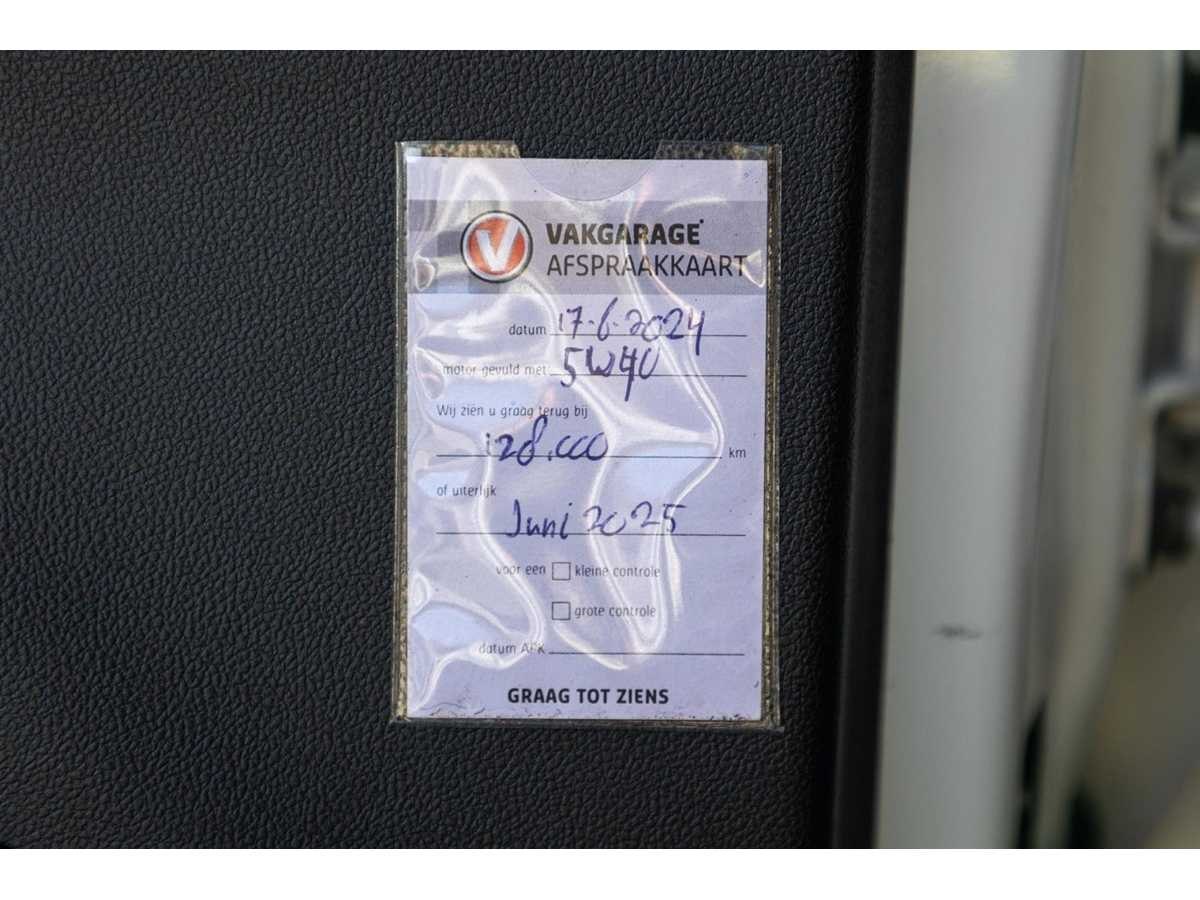 V VAKGARAGE
AFSPRAAKKAART
datum 17-6-2024
motor gevuld met 5W40
Wij zien u graag terug bij
128.000 km
of uiterlijk
Juni 2025
voor een kleine controle
grote controle
datum APK
GRAAG TOT ZIENS